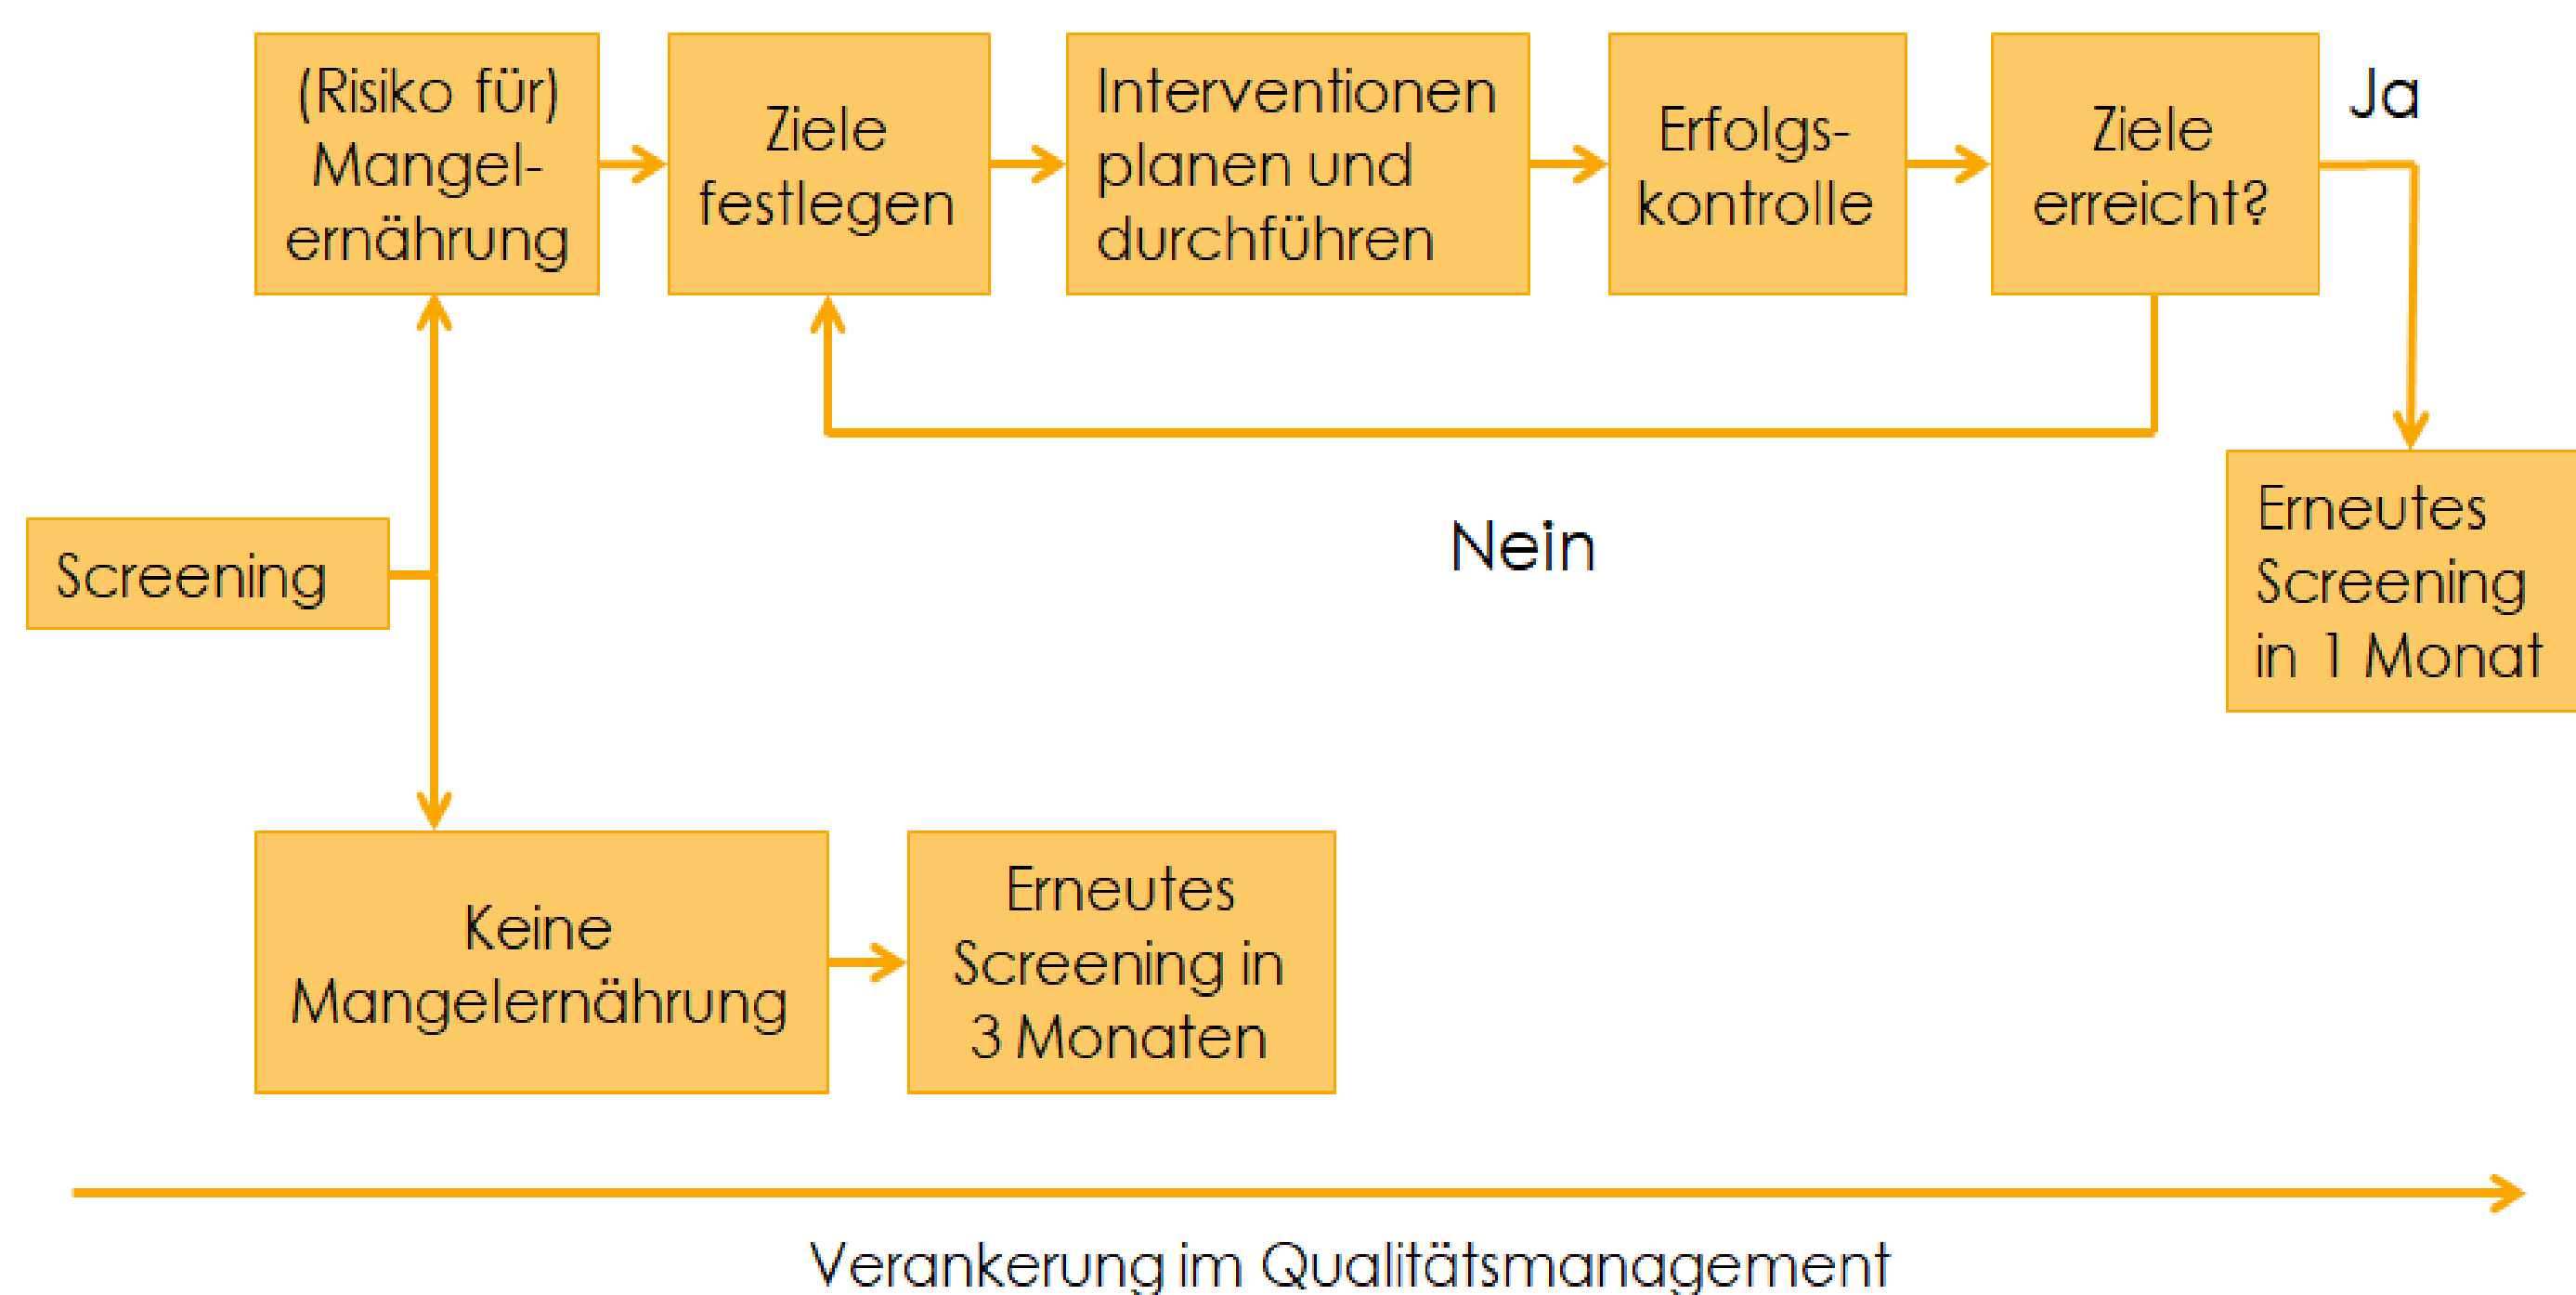 (Risiko für)
Mangel-
ernährung
Ziele
festlegen
Interventionen
planen und
durchführen
Erfolgs-
kontrolle
Ziele
erreicht?
Ja
Nein
Screening
Erneutes
Screening
in 1 Monat
Keine
Mangelernährung
Erneutes
Screening in
3 Monaten
Verankerung im Qualitätsmanagement